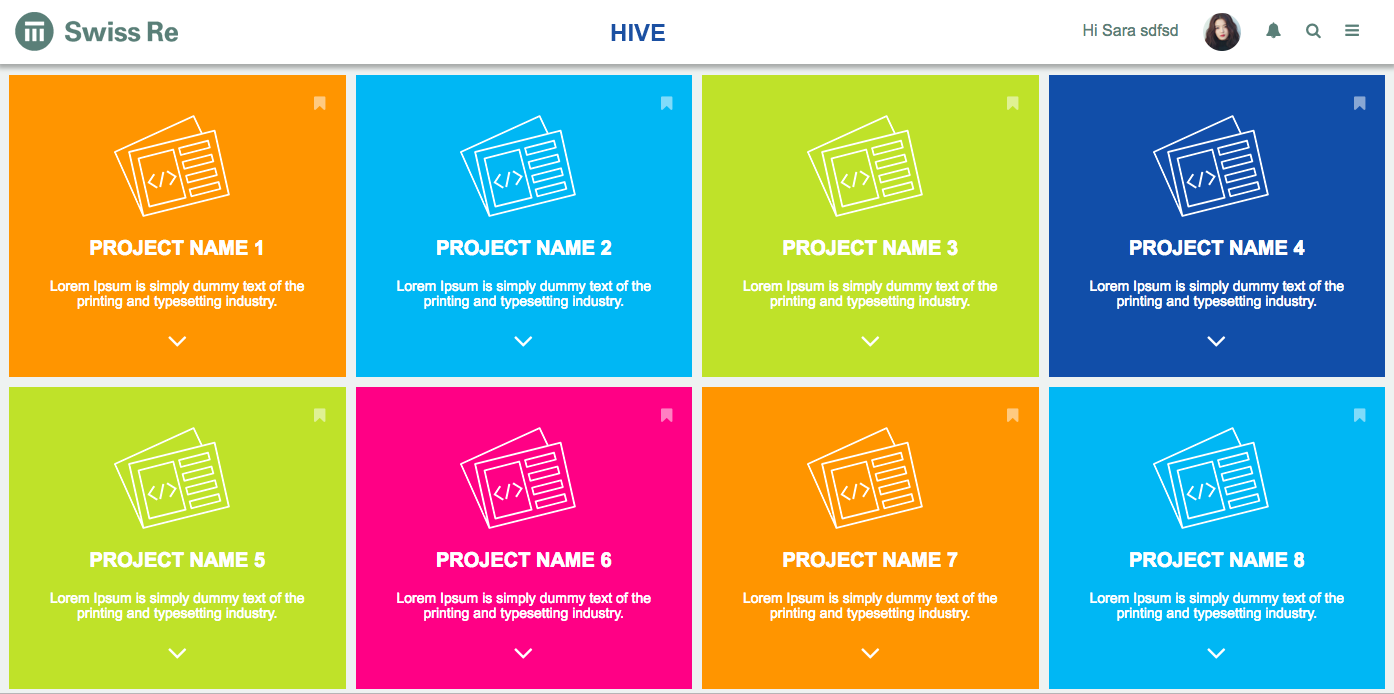 Swiss Re
HIVE
Hi Sara sdfsd
</>
PROJECT NAME 1
Lorem Ipsum is simply dummy text of the
printing and typesetting industry.
</>
PROJECT NAME 2
Lorem Ipsum is simply dummy text of the
printing and typesetting industry.
</>
PROJECT NAME 3
Lorem Ipsum is simply dummy text of the
printing and typesetting industry.
</>
PROJECT NAME 4
Lorem Ipsum is simply dummy text of the
printing and typesetting industry.
</>
PROJECT NAME 5
Lorem Ipsum is simply dummy text of the
printing and typesetting industry.
</>
PROJECT NAME 6
Lorem Ipsum is simply dummy text of the
printing and typesetting industry.
</>
PROJECT NAME 7
Lorem Ipsum is simply dummy text of the
printing and typesetting industry.
</>
PROJECT NAME 8
Lorem Ipsum is simply dummy text of the
printing and typesetting industry.